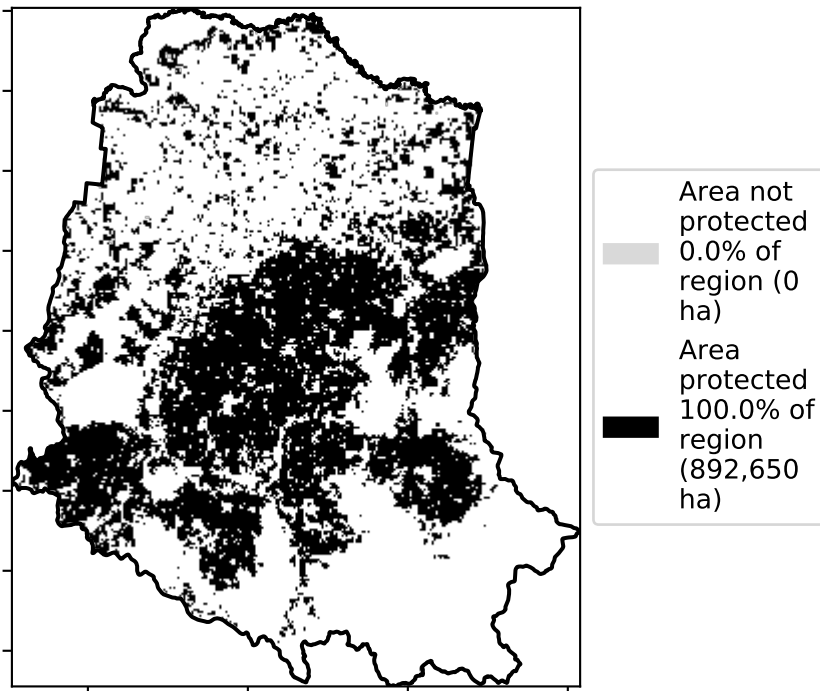 Area not
protected
0.0% of
region (0
ha)
Area
protected
100.0% of
region
(892,650
ha)